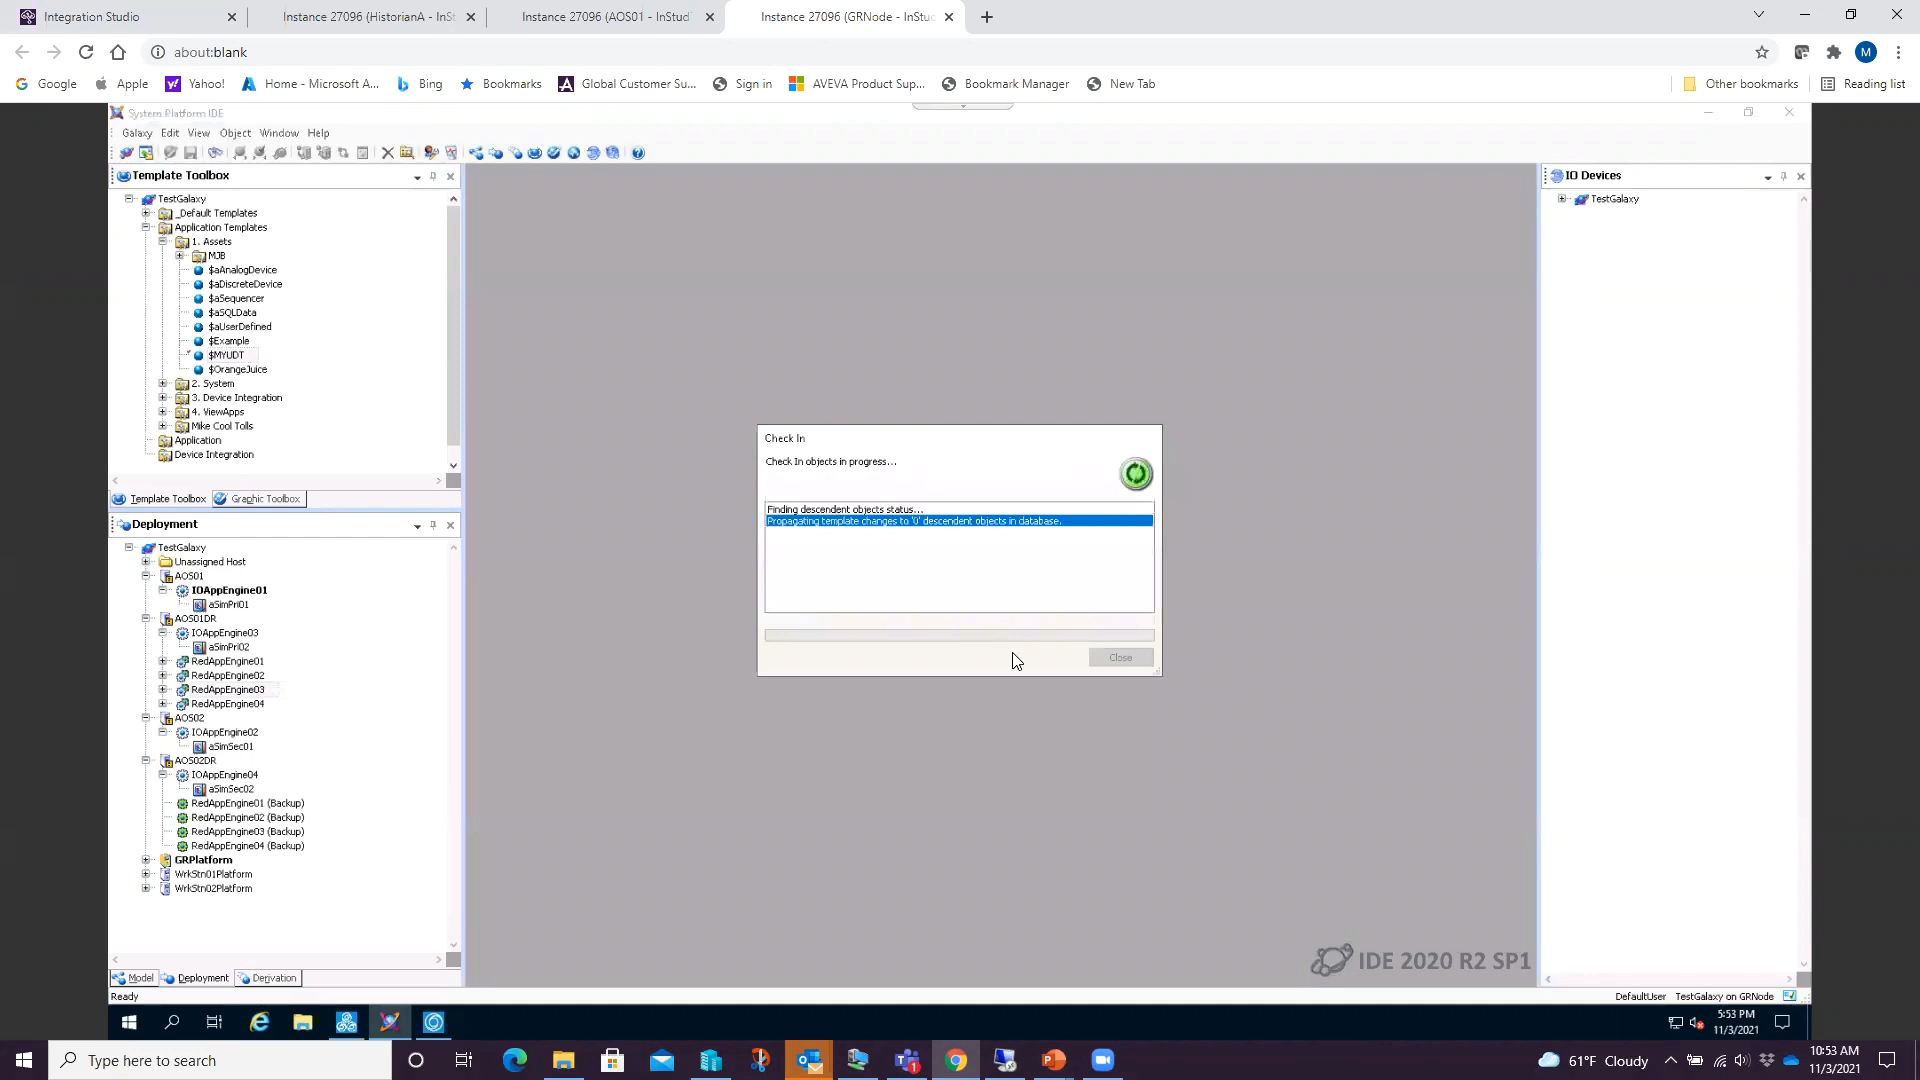 Integration Studio
Instance 27096 (HistorianA - InSt
Instance 27096 (AOS01 - InStudi
Instance 27096 (GRNode - InStuc
about:blank
M
Google
Apple
Yahoo!
Home - Microsoft A...
Bing
Bookmarks
Global Customer Su...
Sign in
AVEVA Product Sup...
Bookmark Manager
New Tab
Other bookmarks
Reading list
System Platform IDE
Galaxy Edit View Object Window Help
Template Toolbox
TestGalaxy
_Default Templates
Application Templates
1. Assets
MJB
$aAnalogDevice
$aDiscreteDevice
$aSequencer
$aSQLData
$aUserDefined
$Example
$MYUDT
$OrangeJuice
2. System
3. Device Integration
4. ViewApps
Mike Cool Tolls
Application
Device Integration
Template Toolbox
Graphic Toolbox
Deployment
TestGalaxy
Unassigned Host
AOS01
IOAppEngine01
aSimPri01
AOS01DR
IOAppEngine03
aSimPri02
RedAppEngine01
RedAppEngine02
RedAppEngine03
RedAppEngine04
AOS02
IOAppEngine02
aSimSec01
AOS02DR
IOAppEngine04
aSimSec02
RedAppEngine01 (Backup)
RedAppEngine02 (Backup)
RedAppEngine03 (Backup)
RedAppEngine04 (Backup)
GRPlatform
WrkStn01Platform
WrkStn02Platform
Model
Deployment
Derivation
Ready
Check In
Check In objects in progress...
Finding descendent objects status...
Propagating template changes to '0' descendent objects in database.
Close
IO Devices
TestGalaxy
IDE 2020 R2 SP1
DefaultUser
TestGalaxy on GRNode
5:53 PM
11/3/2021
Type here to search
61°F Cloudy
10:53 AM
11/3/2021